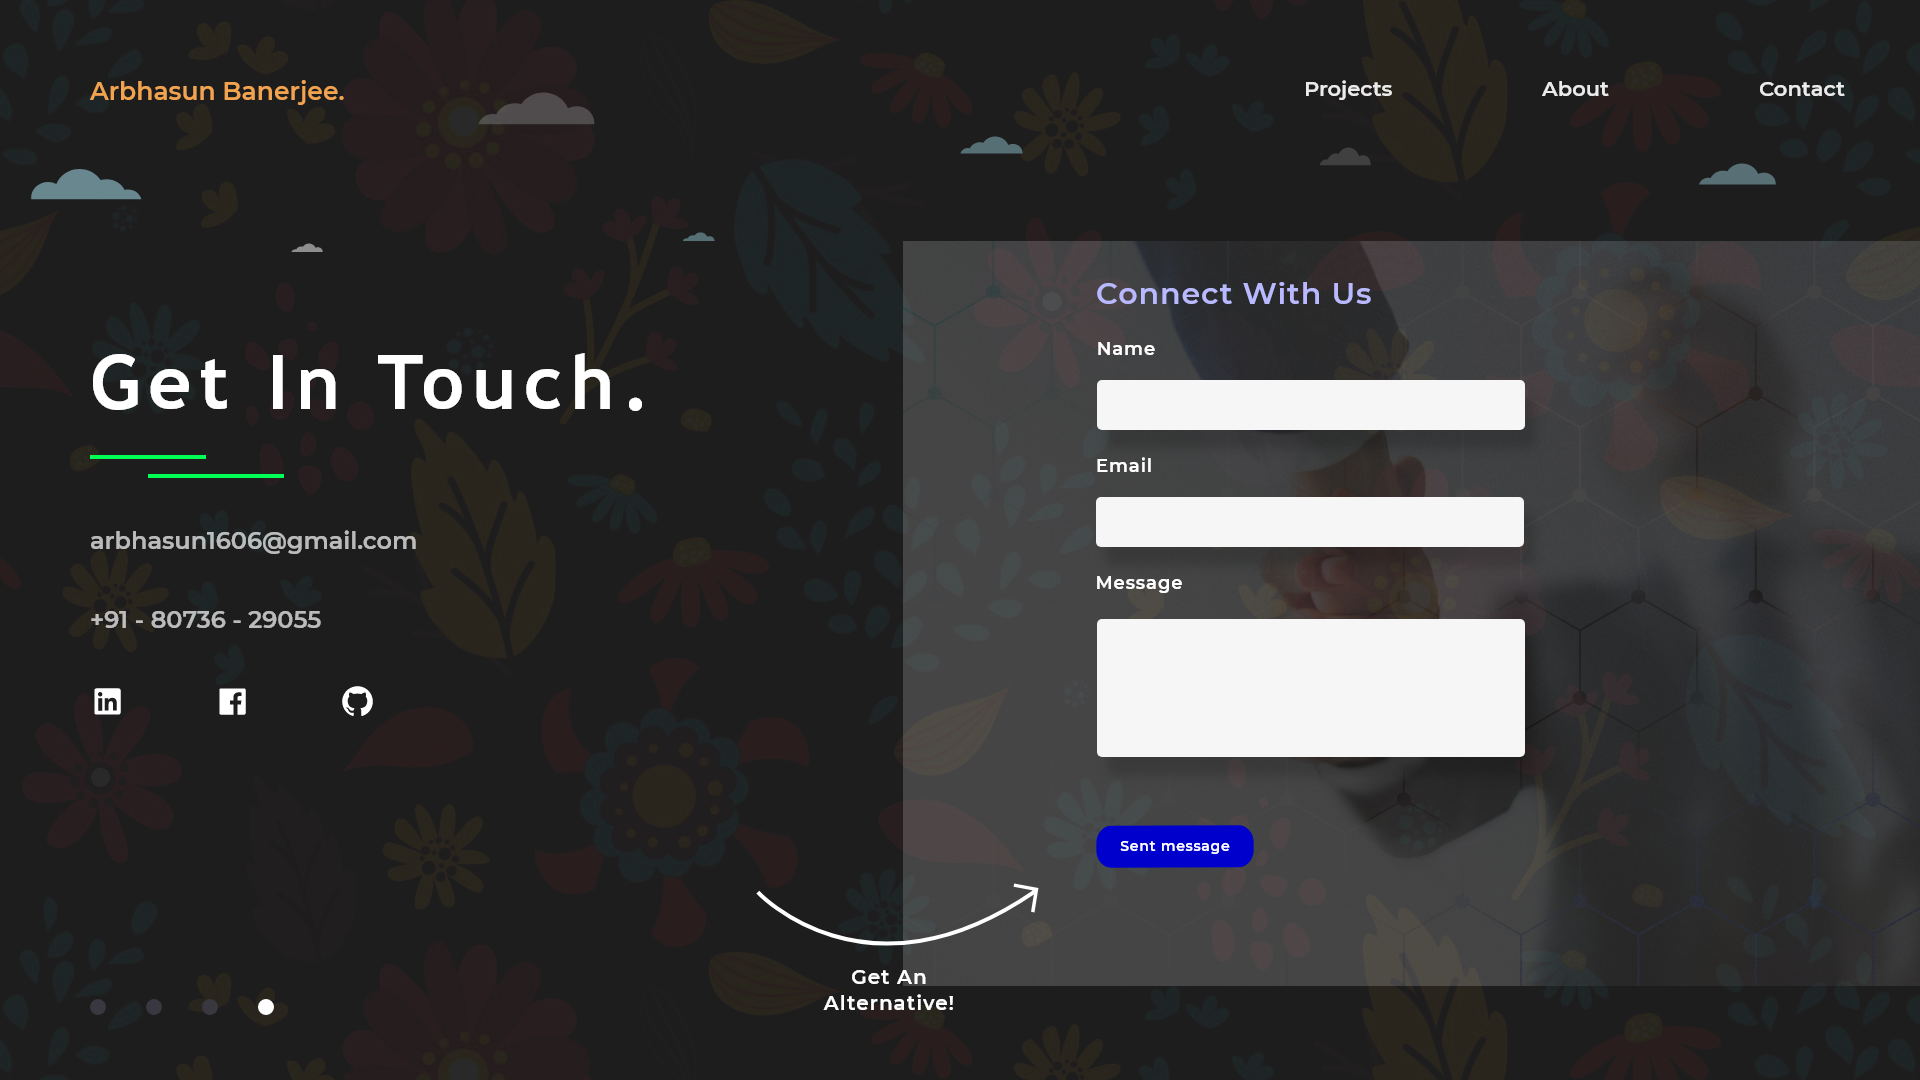 Arbhasun Banerjee.
Projects
About
Contact
Get In Touch.
arbhasun1606@gmail.com
+91 - 80736 - 29055
Connect With Us
Name
Email
Message
Sent message
Get An
Alternative!